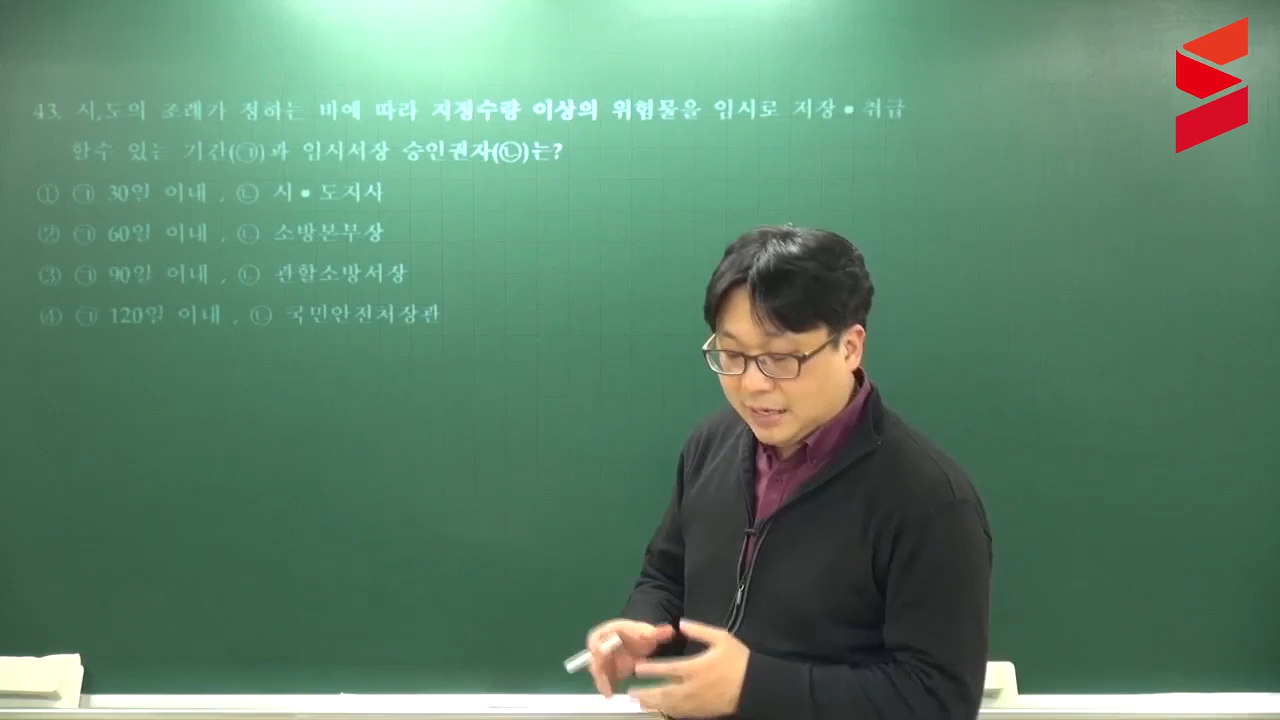 43. 시,도의 조례가 정하는 바에 따라 지정수량 이상의 위험물을 임시로 저장•취급
할수 있는 기간(㉠)과 임시서장 승인권자(㉡)는?
① ㉠ 30일 이내 , ㉡ 시•도지사
② ㉠ 60일 이내 , ㉡ 소방본부장
③ ㉠ 90일 이내 , ㉡ 관할소방서장
④ ㉠ 120일 이내 , ㉡ 국민안전처장관